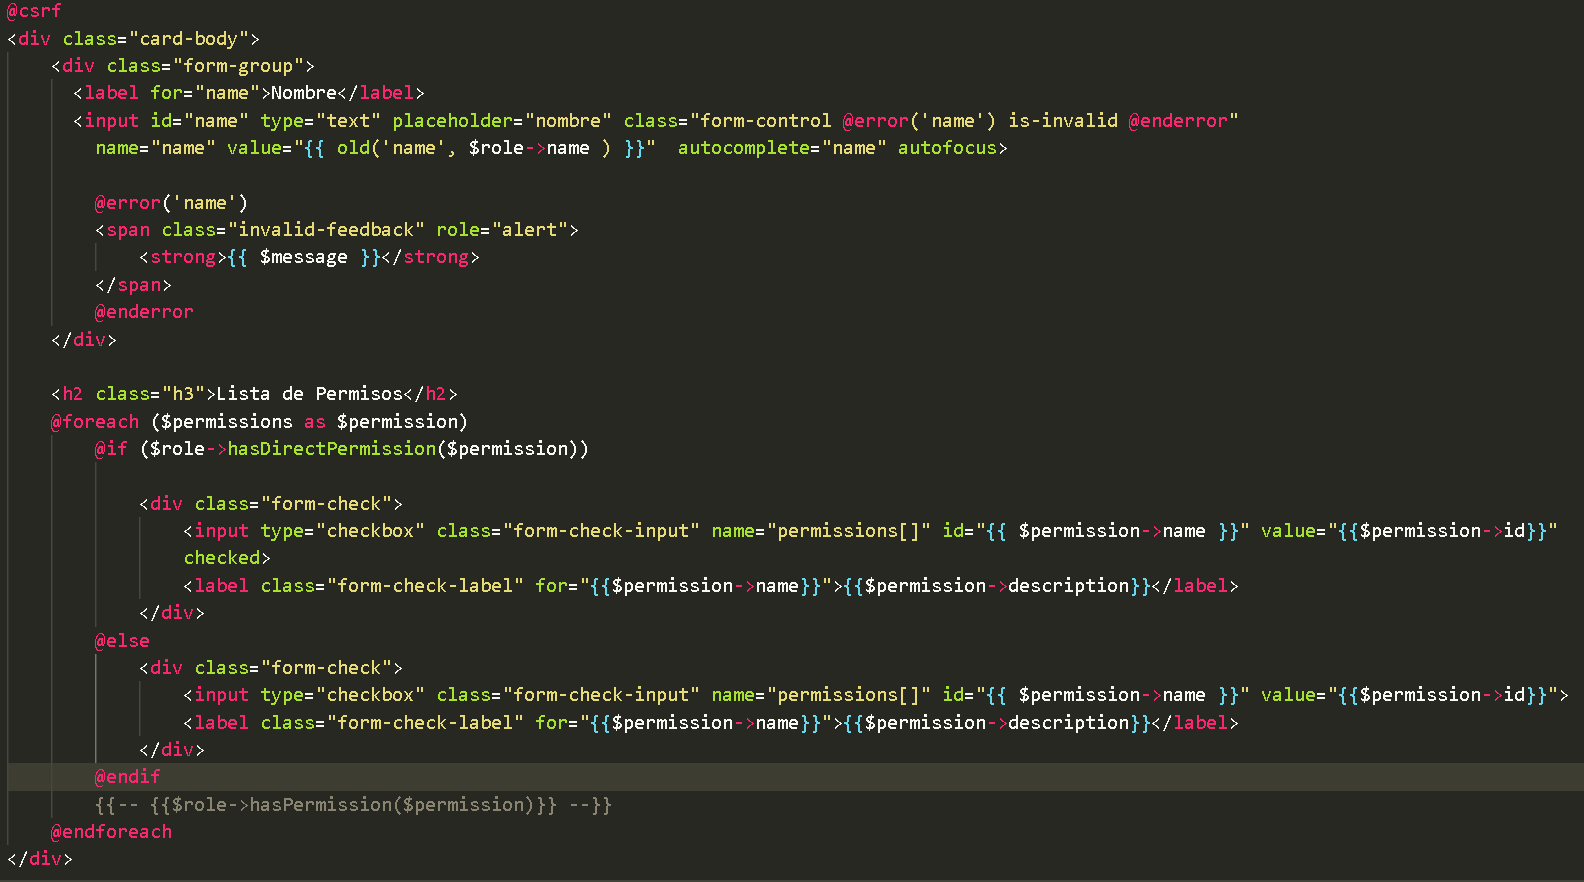 @csrf
<div class="card-body">
    <div class="form-group">
      <label for="name">Nombre</label>
      <input id="name" type="text" placeholder="nombre" class="form-control @error('name') is-invalid @enderror"
        name="name" value="{{ old('name', $role->name ) }}"  autocomplete="name" autofocus>
        @error('name')
        <span class="invalid-feedback" role="alert">
            <strong>{{ $message }}</strong>
        </span>
        @enderror
    </div>
    <h2 class="h3">Lista de Permisos</h2>
    @foreach ($permissions as $permission)
        @if ($role->hasDirectPermission($permission))
            <div class="form-check">
                <input type="checkbox" class="form-check-input" name="permissions[]" id="{{ $permission->name }}" value="{{$permission->id}}"
                checked>
                <label class="form-check-label" for="{{$permission->name}}">{{$permission->description}}</label>
            </div>
        @else
            <div class="form-check">
                <input type="checkbox" class="form-check-input" name="permissions[]" id="{{ $permission->name }}" value="{{$permission->id}}">
                <label class="form-check-label" for="{{$permission->name}}">{{$permission->description}}</label>
            </div>
        @endif
        {{-- {{$role->hasPermission($permission)}} --}}
    @endforeach
</div>